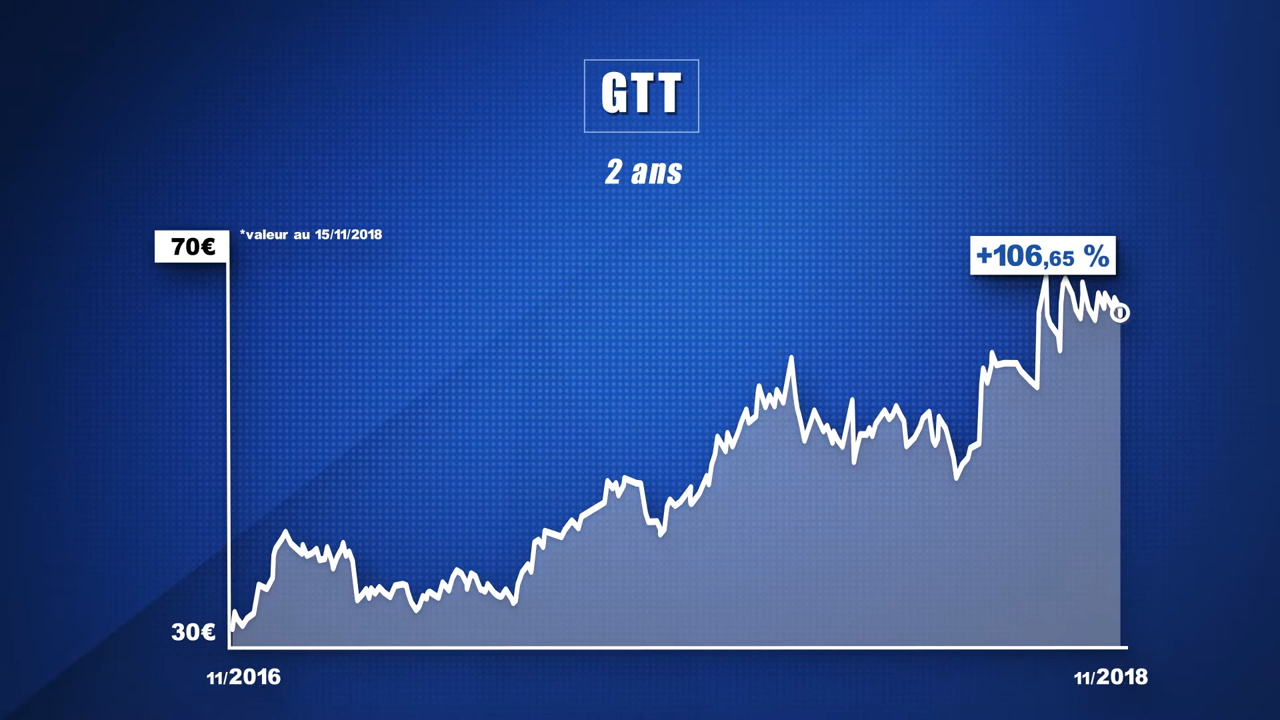 GTT
2 ans
70€
*valeur au 15/11/2018
+106,65 %
30€
11/2016
11/2018